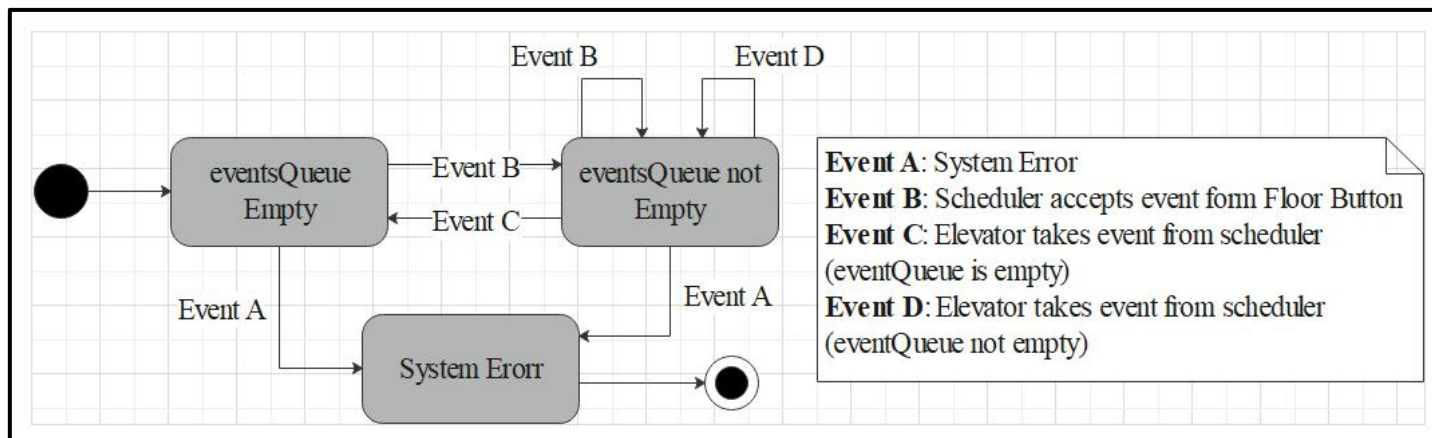 Event B
Event D
eventsQueue
Empty
Event B
Event C
eventsQueue not
Empty
Event A
Event A
System Erorr
Event A: System Error
Event B: Scheduler accepts event form Floor Button
Event C: Elevator takes event from scheduler
(eventQueue is empty)
Event D: Elevator takes event from scheduler
(eventQueue not empty)